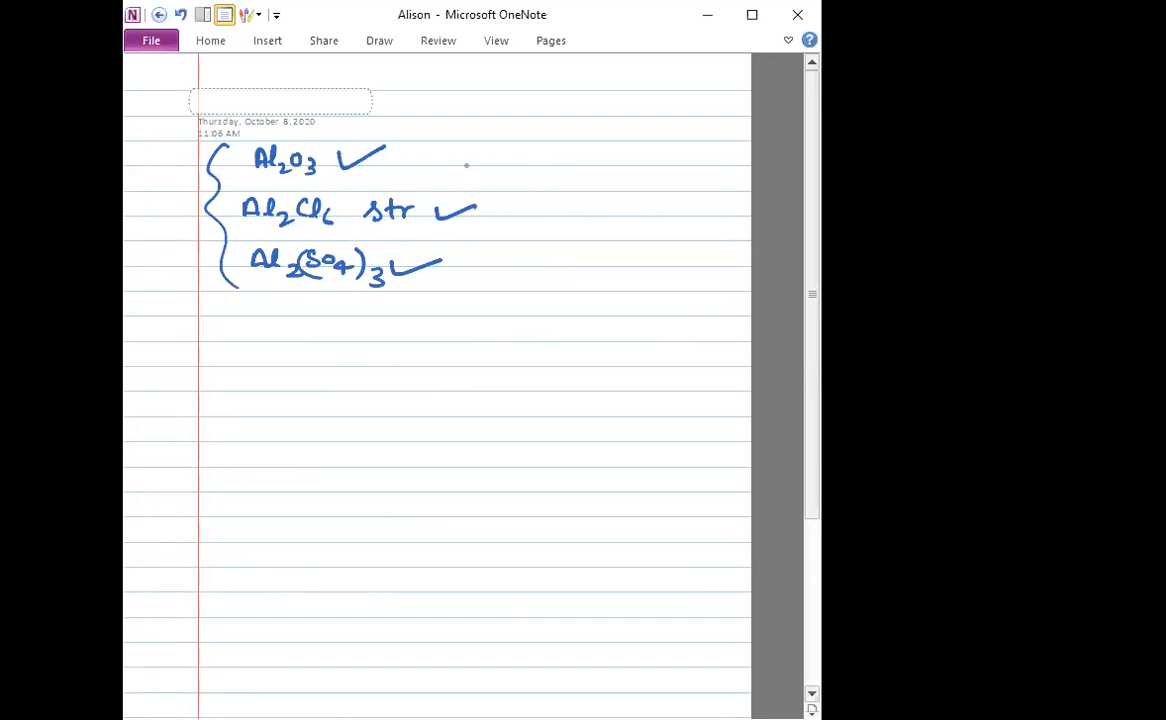 Alison - Microsoft OneNote
File Home Insert Share Draw Review View Pages
Thursday, October 8, 2020
11:06 AM
Al₂O₃ ✓
Al₂Cl₆ str ✓
Al₂(SO₄)₃ ✓